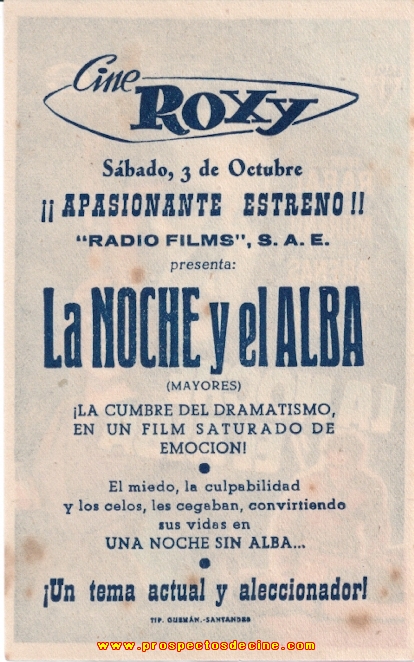 Cine
Roxy
Sábado, 3 de Octubre
¡¡APASIONANTE ESTRENO!!
"RADIO FILMS", S. A. E.
presenta:
La NOCHE y el ALBA
(MAYORES)
¡LA CUMBRE DEL DRAMATISMO,
EN UN FILM SATURADO DE
EMOCION!
El miedo, la culpabilidad
y los celos, les cegaban, convirtiendo
sus vidas en
UNA NOCHE SIN ALBA...
¡Un tema actual y aleccionador!
TIP. GUZMÁN.-SANTANDER
www.prospectosdecine.com